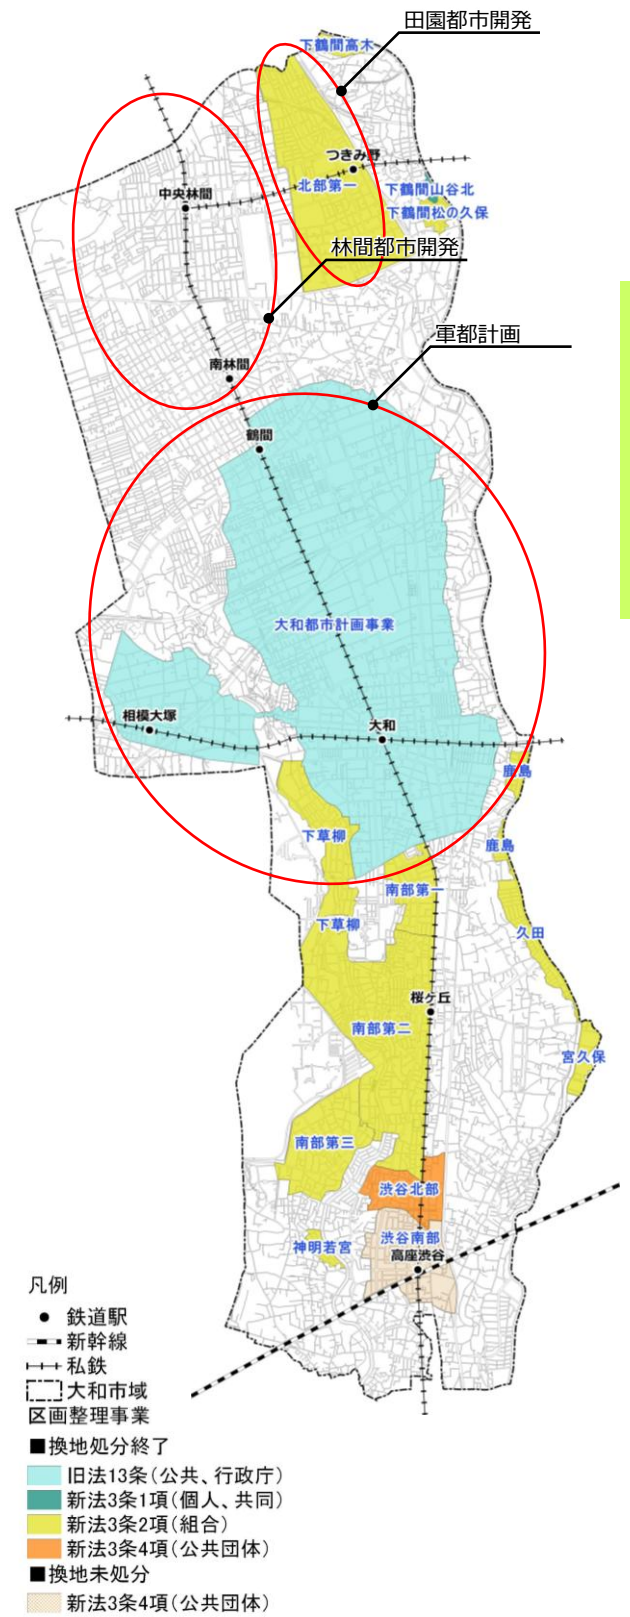 田園都市開発
下鶴間高木
つきみ野
中央林間
北部第一
下鶴間山谷北
下鶴間松の久保
林間都市開発
軍都計画
南林間
鶴間
大和都市計画事業
相模大塚
大和
鹿島
下草柳
鹿島
南部第一
下草柳
久田
桜ケ丘
南部第二
宮久保
南部第三
渋谷北部
渋谷南部
神明若宮
高座渋谷
凡例
鉄道駅
新幹線
私鉄
大和市域
区画整理事業
■換地処分終了
旧法13条(公共、行政庁)
新法3条1項(個人、共同)
新法3条2項(組合)
新法3条4項(公共団体)
■換地未処分
新法3条4項(公共団体)